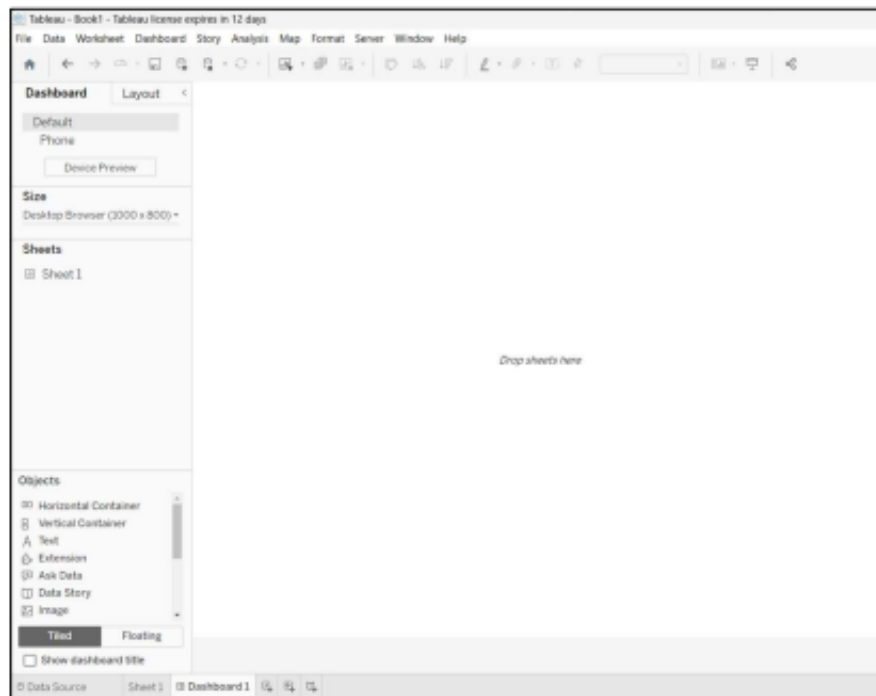 Tableau - Book1 - Tableau license expires in 12 days
File Data Worksheet Dashboard Story Analysis Map Format Server Window Help
Dashboard Layout
Default
Phone
Device Preview
Size
Desktop Browser (1000 x 800)
Sheets
Sheet 1
Drop sheets here
Objects
Horizontal Container
Vertical Container
Text
Extension
Ask Data
Data Story
Image
Tiled Floating
Show dashboard title
Data Source Sheet 1 Dashboard 1